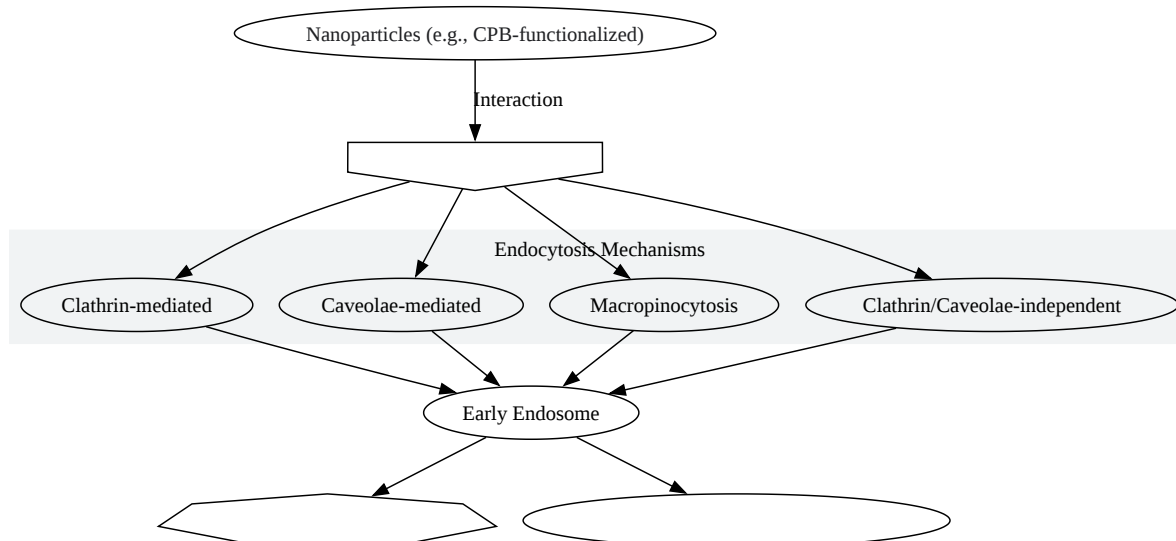 Nanoparticles (e.g., CPB-functionalized)
Interaction
Endocytosis Mechanisms
Clathrin-mediated
Caveolae-mediated
Macropinocytosis
Clathrin/Caveolae-independent
Early Endosome